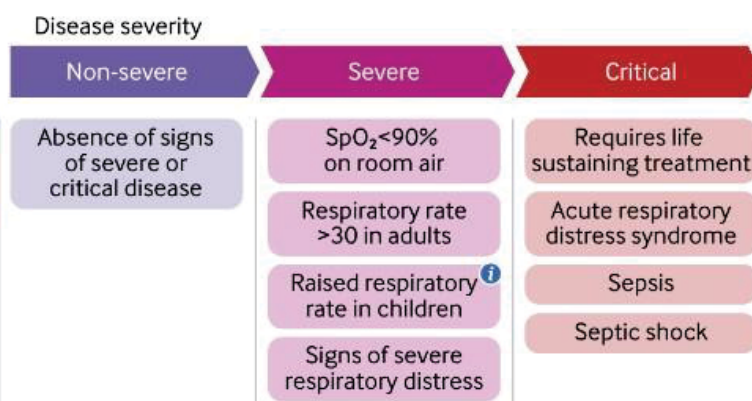 Disease severity
Non-severe
Severe
Critical
Absence of signs
of severe or
critical disease
SpO₂<90%
on room air
Respiratory rate
>30 in adults
Raised respiratory
rate in children
i
Signs of severe
respiratory distress
Requires life
sustaining treatment
Acute respiratory
distress syndrome
Sepsis
Septic shock